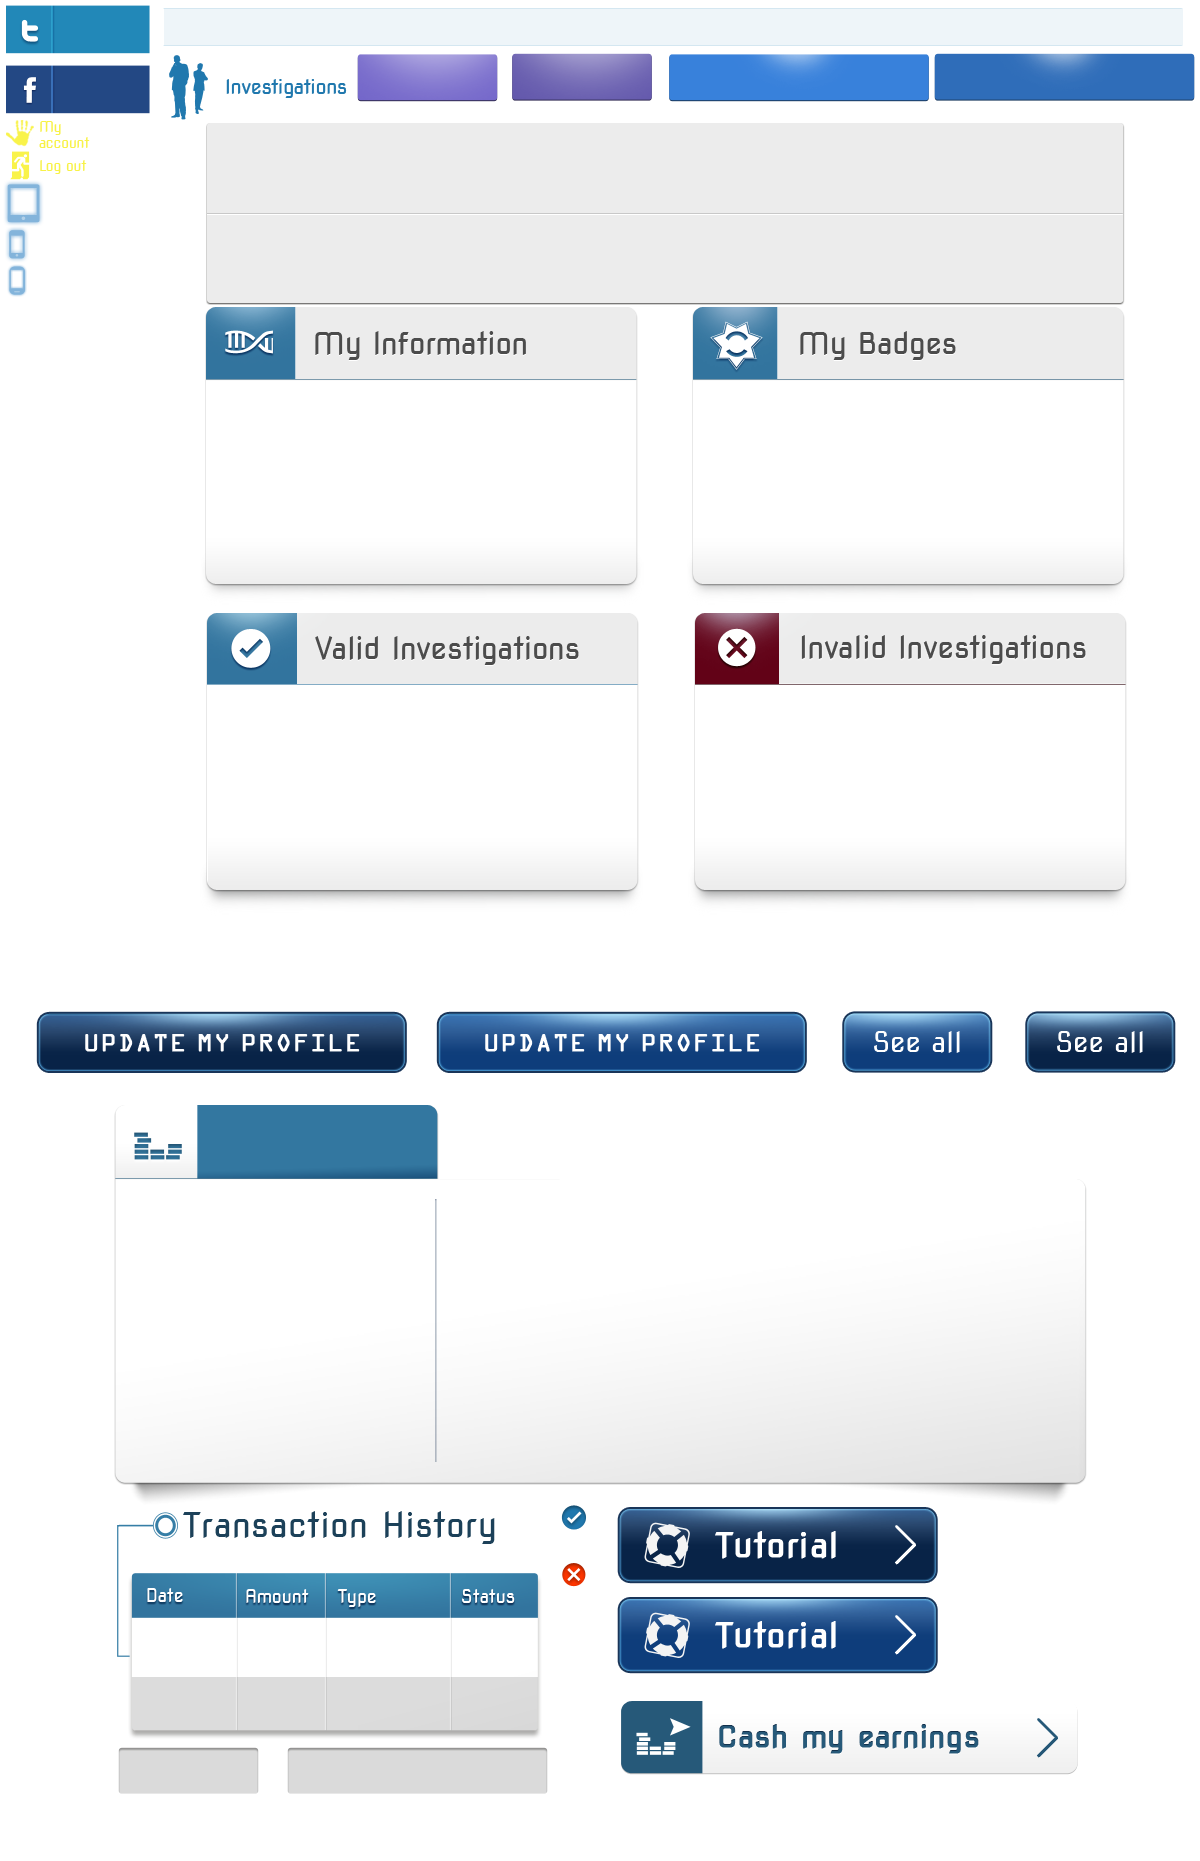 Investigations
My
account
Log out
My Information
My Badges
Valid Investigations
Invalid Investigations
UPDATE MY PROFILE
UPDATE MY PROFILE
See all
See all
Transaction History
Date
Amount
Type
Status
Tutorial
Tutorial
Cash my earnings